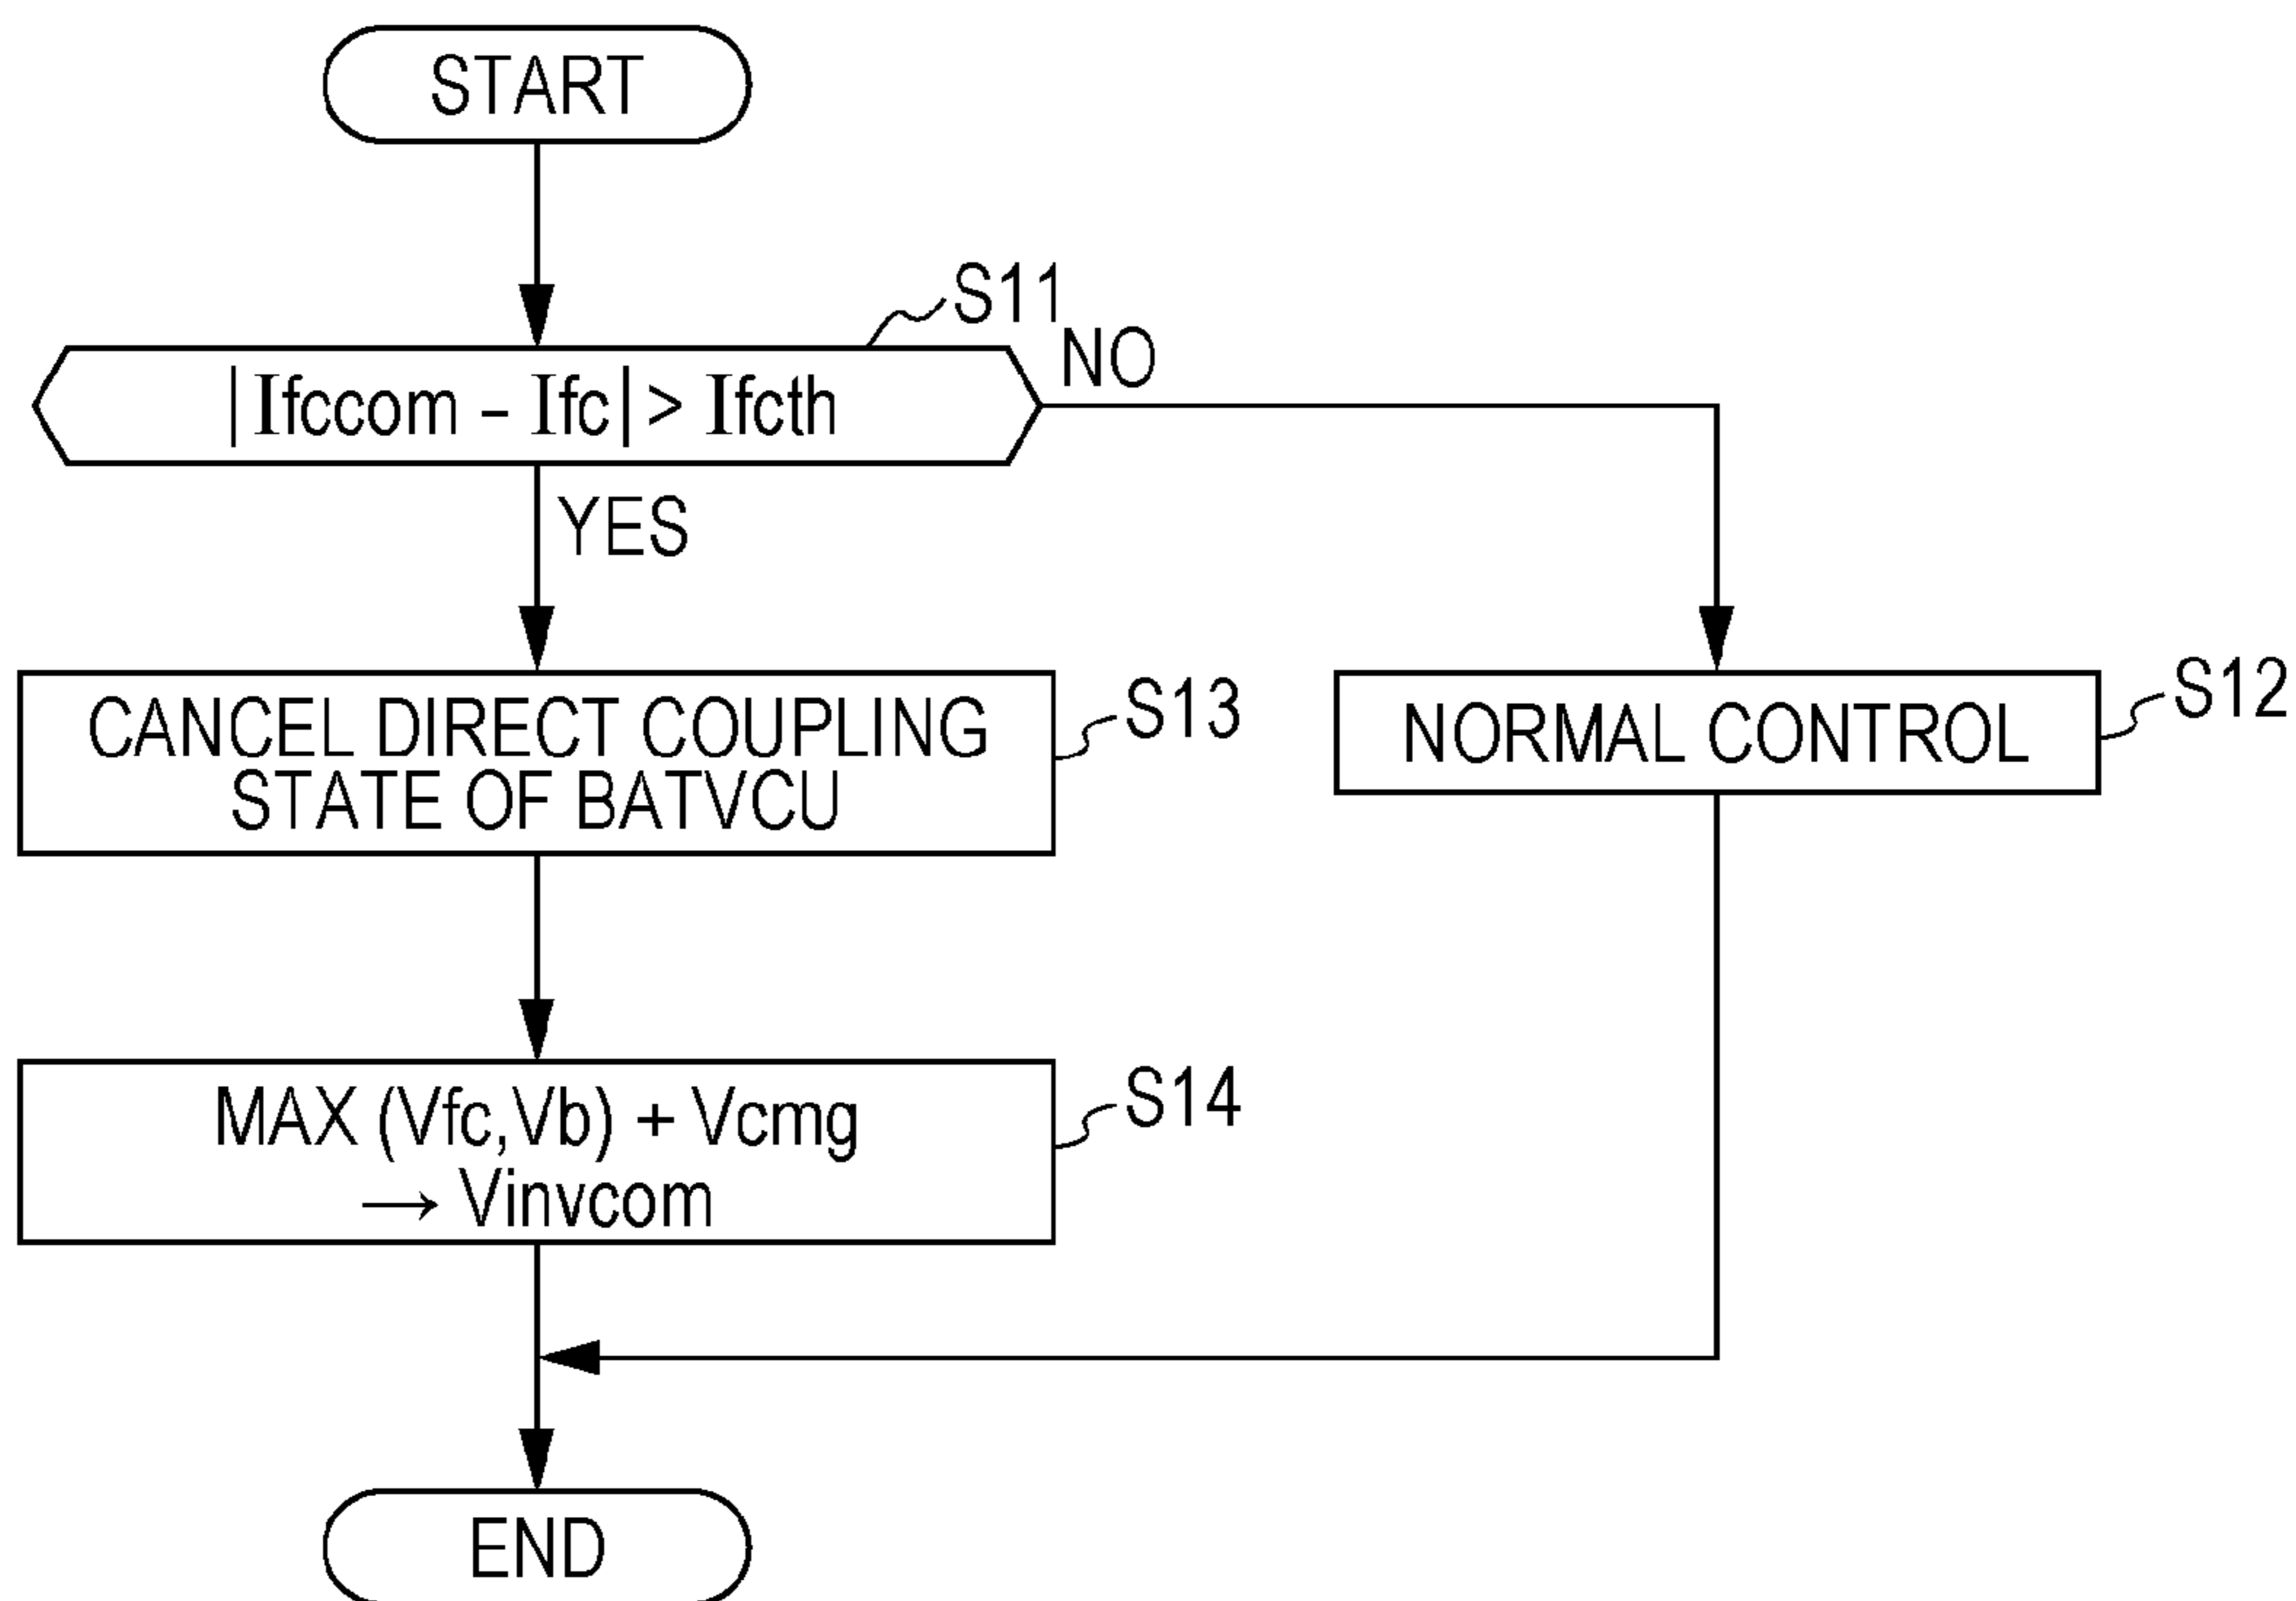 START
S11
|Ifccom - Ifc| > Ifcth
NO
YES
CANCEL DIRECT COUPLING
STATE OF BATVCU
S13
NORMAL CONTROL
S12
MAX (Vfc,Vb) + Vcmg
→ Vinvcom
S14
END